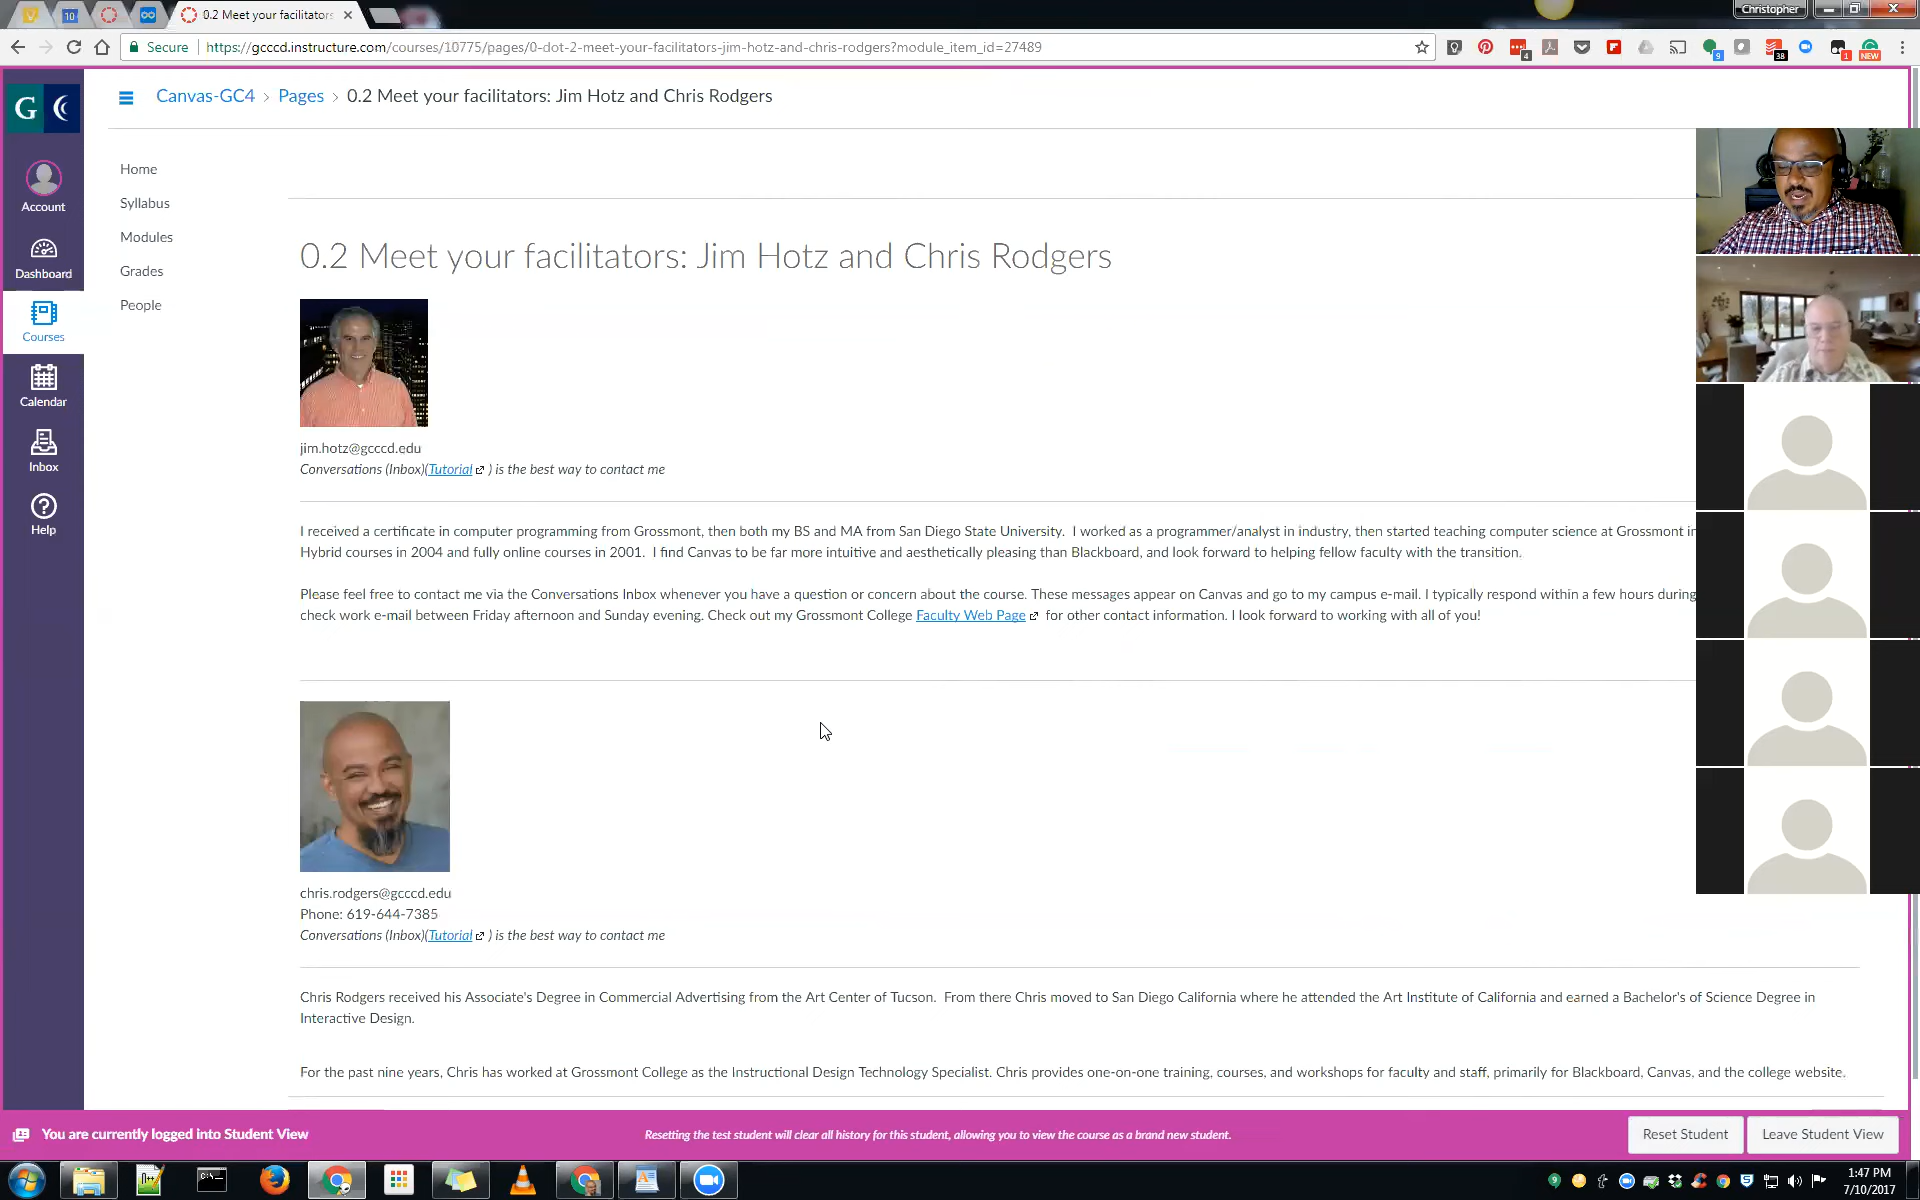 0.2 Meet your facilitators
Christopher
Secure
https://gcccd.instructure.com/courses/10775/pages/0-dot-2-meet-your-facilitators-jim-hotz-and-chris-rodgers?module_item_id=27489
4
9
38
1
NEW
G
Canvas-GC4 > Pages > 0.2 Meet your facilitators: Jim Hotz and Chris Rodgers
Account
Dashboard
Courses
Calendar
Inbox
Help
Home
Syllabus
Modules
Grades
People
0.2 Meet your facilitators: Jim Hotz and Chris Rodgers
jim.hotz@gcccd.edu
Conversations (Inbox)(Tutorial ) is the best way to contact me
I received a certificate in computer programming from Grossmont, then both my BS and MA from San Diego State University. I worked as a programmer/analyst in industry, then started teaching computer science at Grossmont in
Hybrid courses in 2004 and fully online courses in 2001. I find Canvas to be far more intuitive and aesthetically pleasing than Blackboard, and look forward to helping fellow faculty with the transition.
Please feel free to contact me via the Conversations Inbox whenever you have a question or concern about the course. These messages appear on Canvas and go to my campus e-mail. I typically respond within a few hours during
check work e-mail between Friday afternoon and Sunday evening. Check out my Grossmont College Faculty Web Page for other contact information. I look forward to working with all of you!
chris.rodgers@gcccd.edu
Phone: 619-644-7385
Conversations (Inbox)(Tutorial ) is the best way to contact me
Chris Rodgers received his Associate's Degree in Commercial Advertising from the Art Center of Tucson. From there Chris moved to San Diego California where he attended the Art Institute of California and earned a Bachelor's of Science Degree in
Interactive Design.
For the past nine years, Chris has worked at Grossmont College as the Instructional Design Technology Specialist. Chris provides one-on-one training, courses, and workshops for faculty and staff, primarily for Blackboard, Canvas, and the college website.
You are currently logged into Student View
Resetting the test student will clear all history for this student, allowing you to view the course as a brand new student.
Reset Student
Leave Student View
1:47 PM
7/10/2017